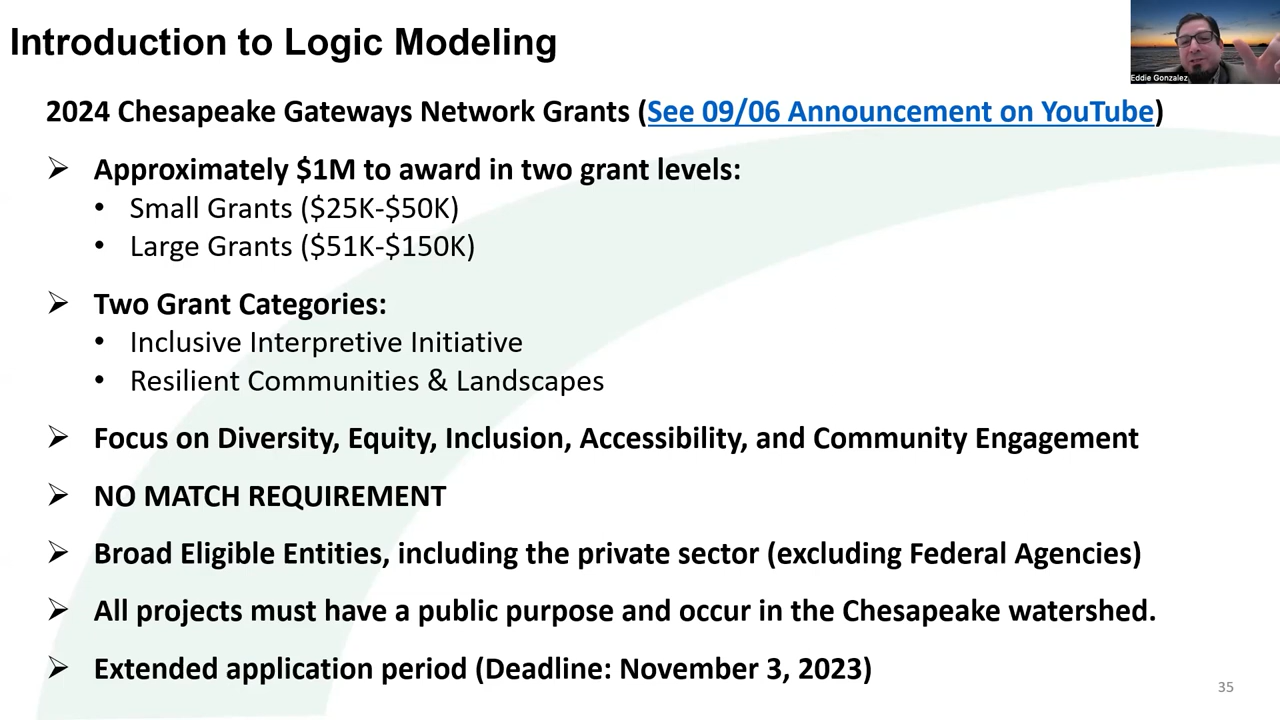 Introduction to Logic Modeling
Eddie Gonzalez
2024 Chesapeake Gateways Network Grants (See 09/06 Announcement on YouTube)
➢ Approximately $1M to award in two grant levels:
• Small Grants ($25K-$50K)
• Large Grants ($51K-$150K)
➢ Two Grant Categories:
• Inclusive Interpretive Initiative
• Resilient Communities & Landscapes
➢ Focus on Diversity, Equity, Inclusion, Accessibility, and Community Engagement
➢ NO MATCH REQUIREMENT
➢ Broad Eligible Entities, including the private sector (excluding Federal Agencies)
➢ All projects must have a public purpose and occur in the Chesapeake watershed.
➢ Extended application period (Deadline: November 3, 2023)
35